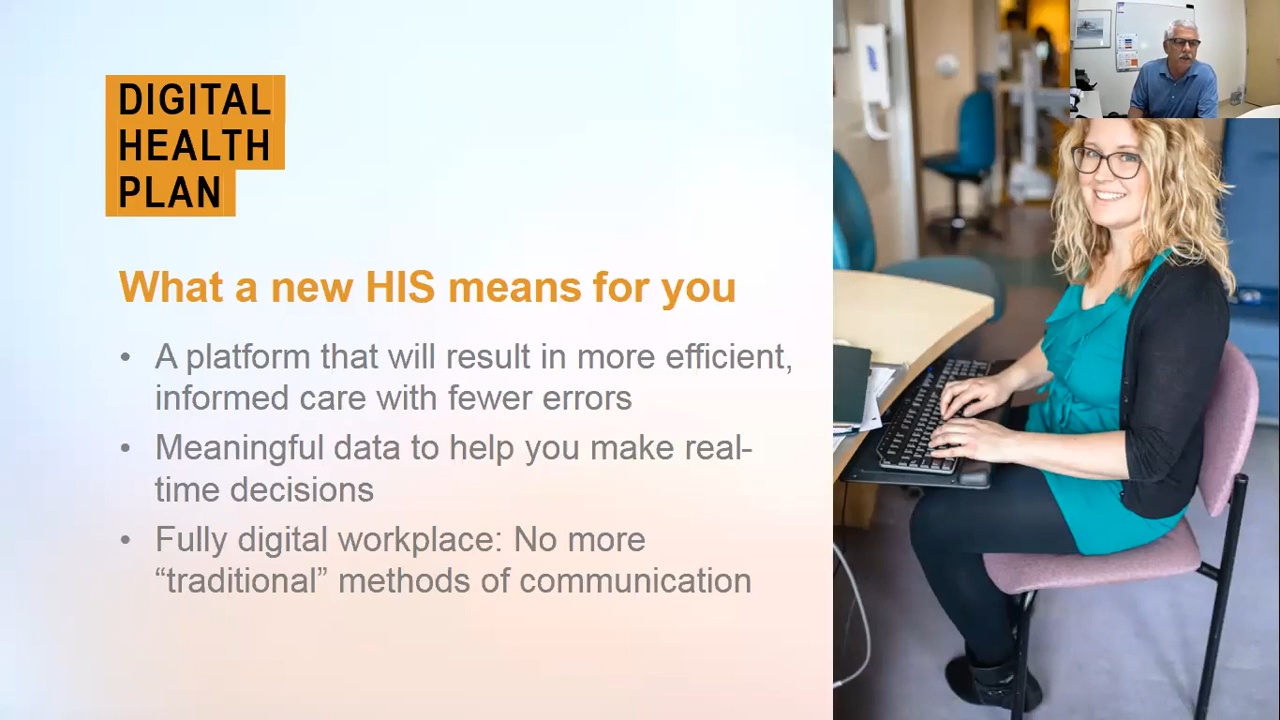 DIGITAL
HEALTH
PLAN
What a new HIS means for you
• A platform that will result in more efficient,
informed care with fewer errors
• Meaningful data to help you make real-
time decisions
• Fully digital workplace: No more
“traditional” methods of communication